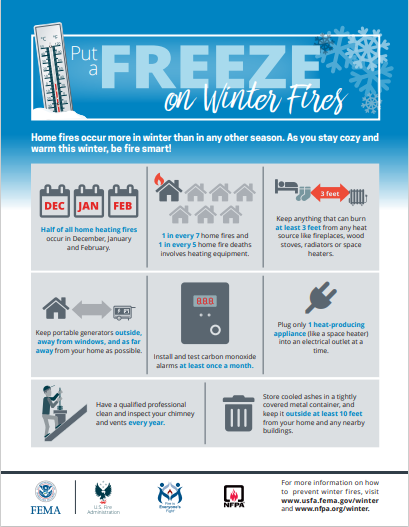 Put
a
FREEZE
on Winter Fires
Home fires occur more in winter than in any other season. As you stay cozy and
warm this winter, be fire smart!
DEC JAN FEB
Half of all home heating fires
occur in December, January
and February.
1 in every 7 home fires and
1 in every 5 home fire deaths
involves heating equipment.
3 feet
Keep anything that can burn
at least 3 feet from any heat
source like fireplaces, wood
stoves, radiators or space
heaters.
Keep portable generators outside,
away from windows, and as far
away from your home as possible.
888
Install and test carbon monoxide
alarms at least once a month.
Plug only 1 heat-producing
appliance (like a space heater)
into an electrical outlet at a
time.
Have a qualified professional
clean and inspect your chimney
and vents every year.
Store cooled ashes in a tightly
covered metal container, and
keep it outside at least 10 feet
from your home and any nearby
buildings.
FEMA
U.S. Fire
Administration
Fire is
Everyone's
Fight
NFPA
For more information on how
to prevent winter fires, visit
www.usfa.fema.gov/winter
and www.nfpa.org/winter.